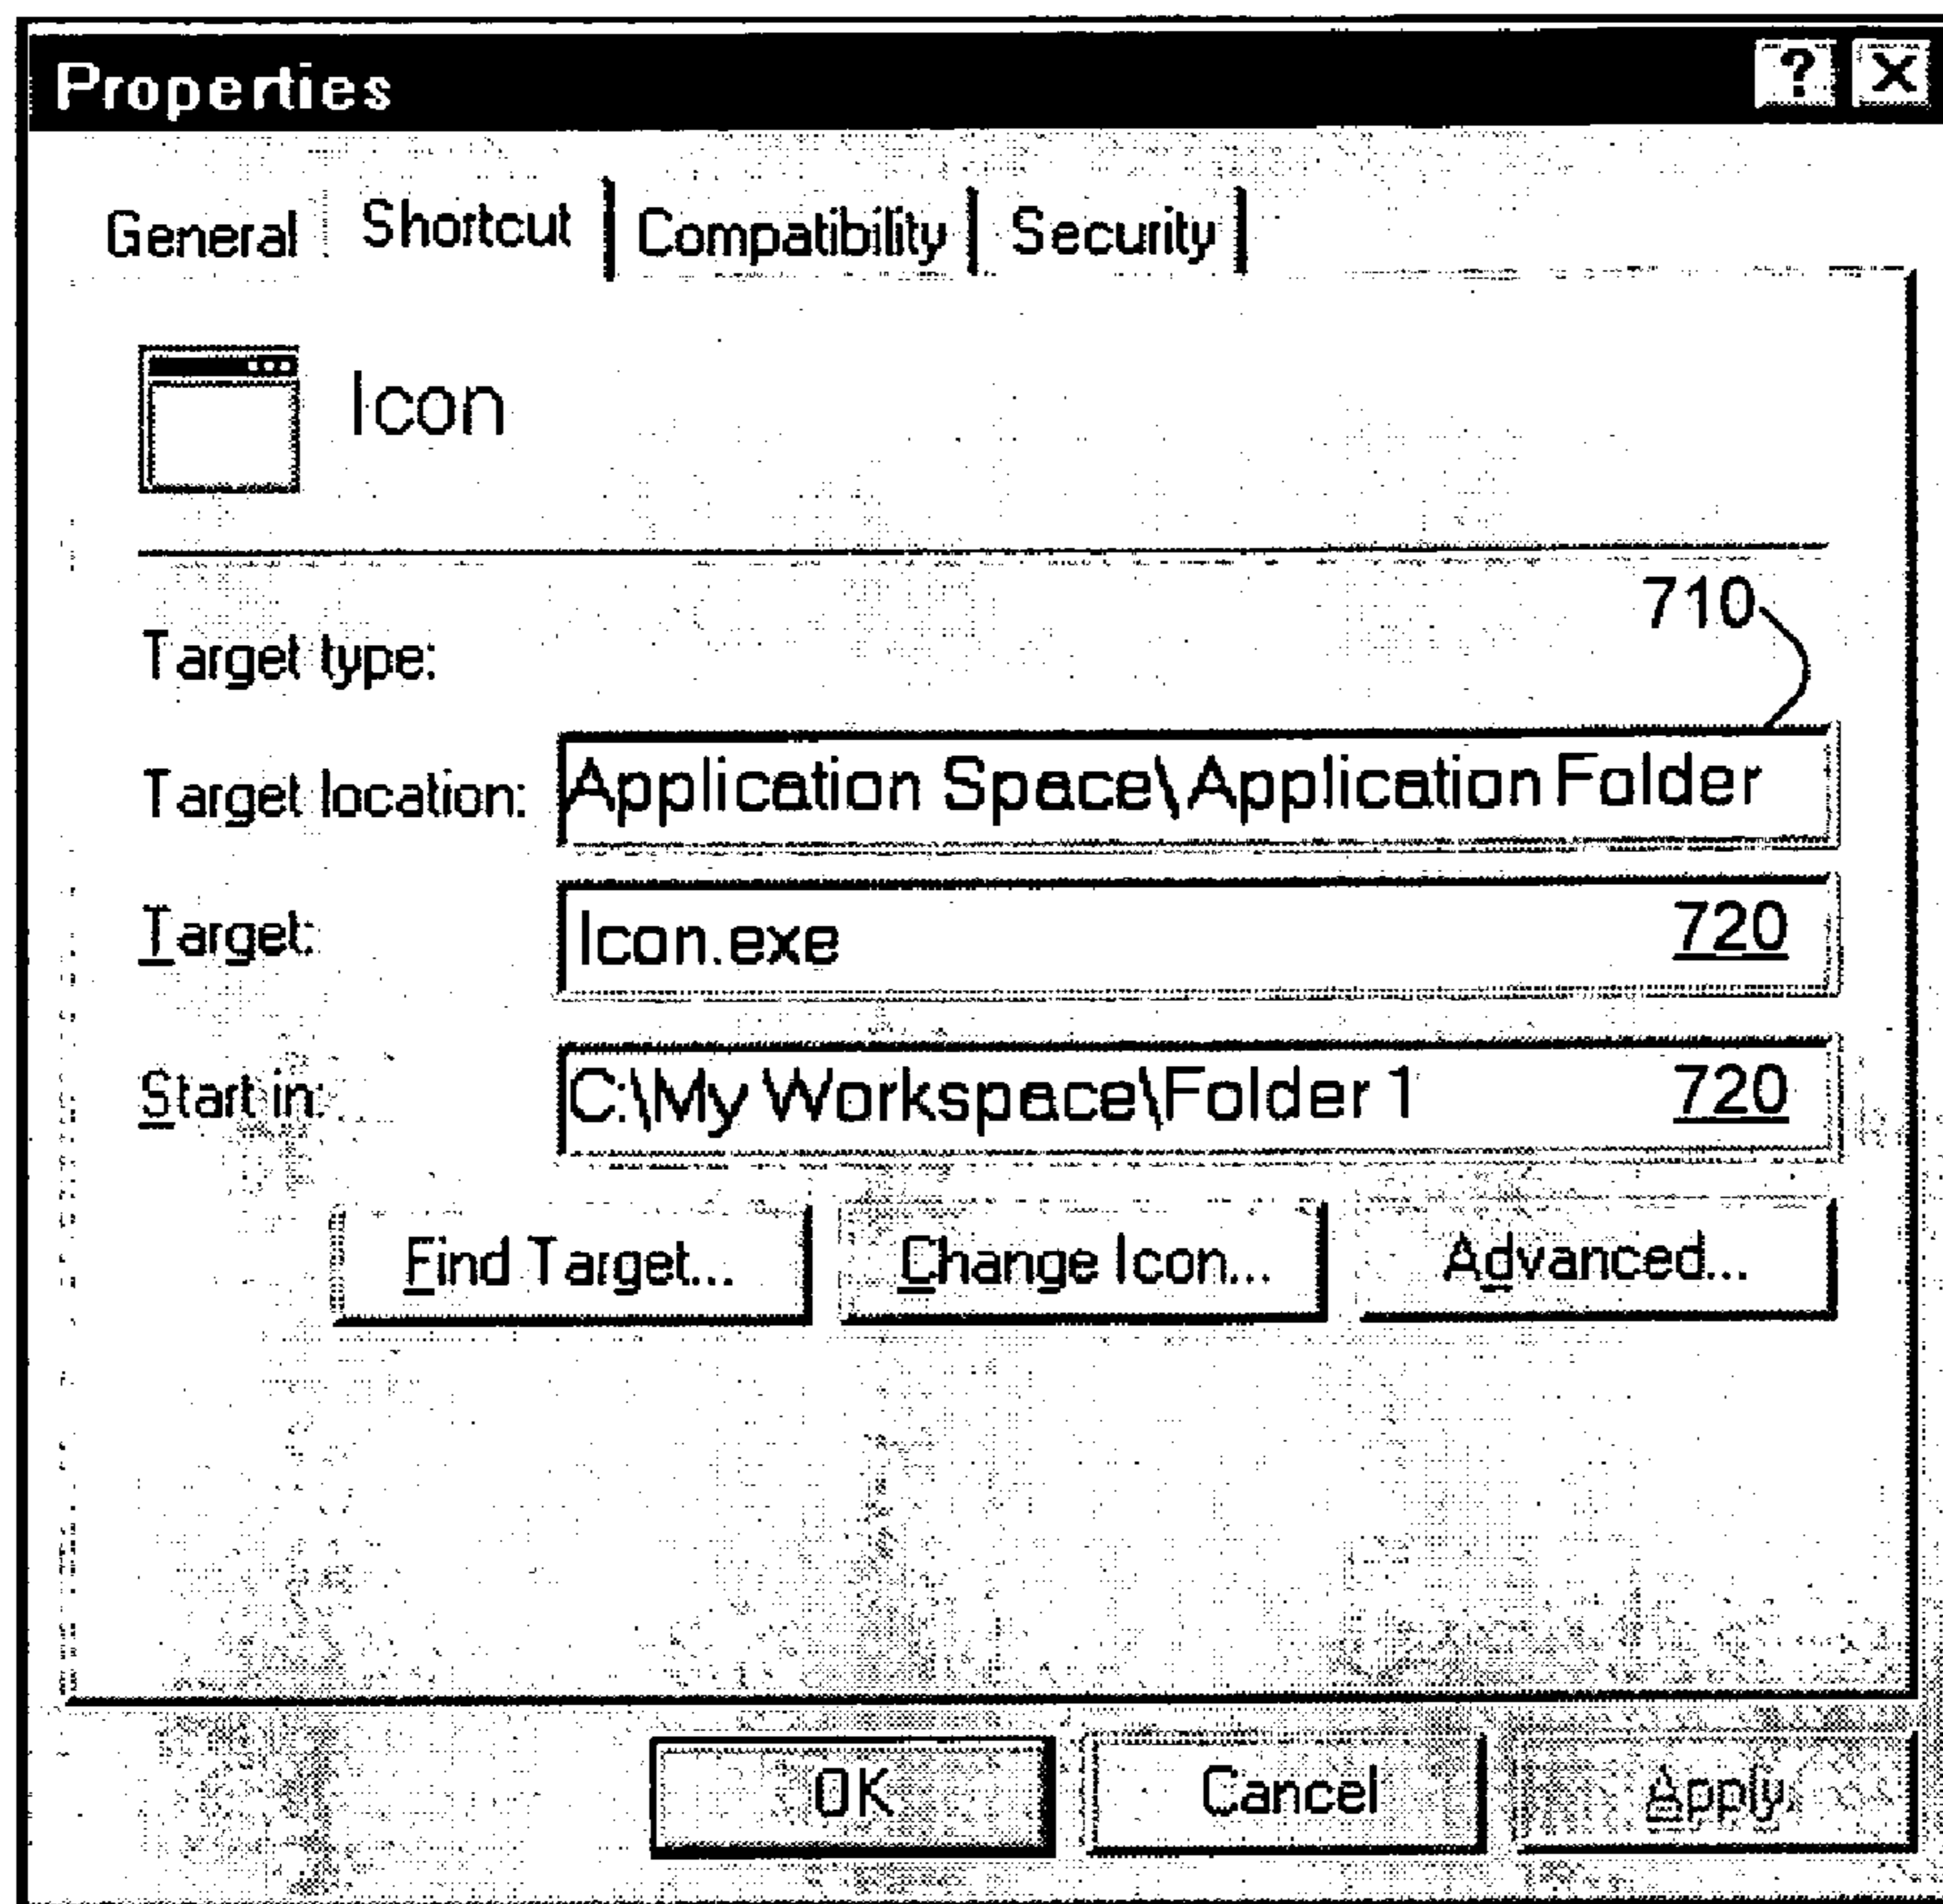 Properties ? X
General Shortcut Compatibility Security
Icon
710
Target type:
Target location: Application Space\Application Folder
Target: Icon.exe 720
Start in: C:\My Workspace\Folder 1 720
Find Target... Change Icon... Advanced...
OK Cancel Apply